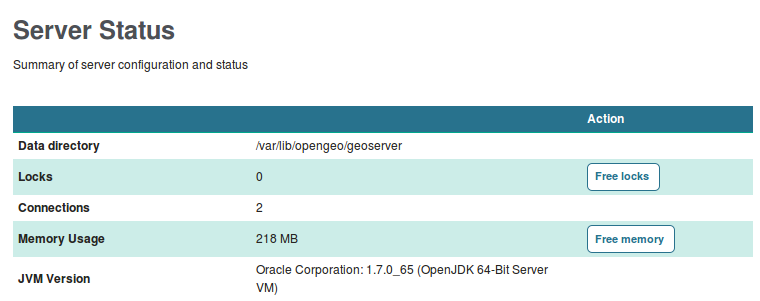 Server Status
Summary of server configuration and status
Action
Data directory /var/lib/opengeo/geoserver
Locks 0 Free locks
Connections 2
Memory Usage 218 MB Free memory
JVM Version Oracle Corporation: 1.7.0_65 (OpenJDK 64-Bit Server
VM)